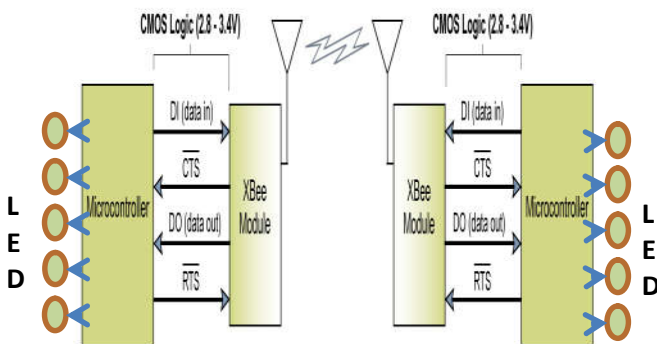 CMOS Logic (2.8 - 3.4V)
CMOS Logic (2.8 - 3.4V)
DI (data in)
CTS
DO (data out)
RTS
Microcontroller
XBee
Module
L
E
D
DI (data in)
CTS
DO (data out)
RTS
XBee
Module
Microcontroller
L
E
D